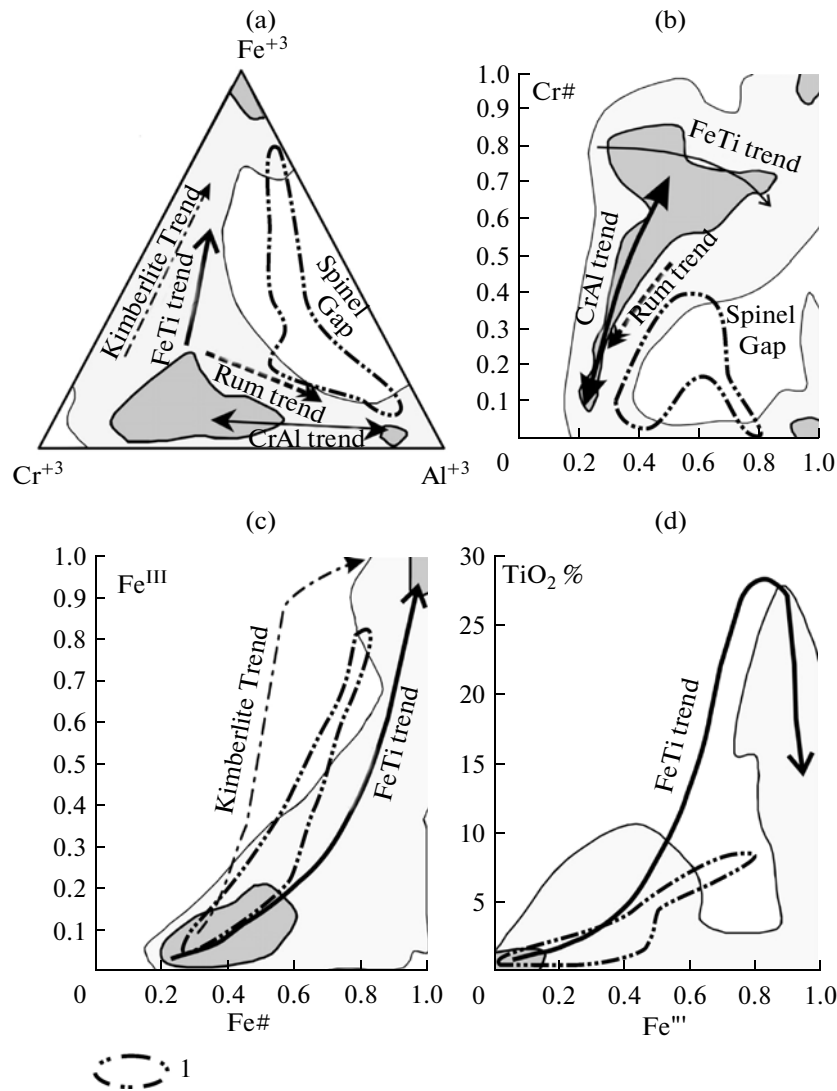 (a)
Fe+3
Kimberlite Trend
FeTi trend
Spinel
Gap
Rum trend
CrAl trend
Cr+3
Al+3
(b)
1.0
0.9
0.8
0.7
0.6
0.5
0.4
0.3
0.2
0.1
Cr#
FeTi trend
CrAl trend
Rum trend
Spinel
Gap
0 0.2 0.4 0.6 0.8 1.0
(c)
1.0
0.9
0.8
0.7
0.6
0.5
0.4
0.3
0.2
0.1
FeIII
Kimberlite Trend
FeTi trend
0 0.2 0.4 0.6 0.8 1.0
Fe#
(d)
30
25
20
15
10
5
TiO2 %
FeTi trend
0 0.2 0.4 0.6 0.8 1.0
Fe'''
1